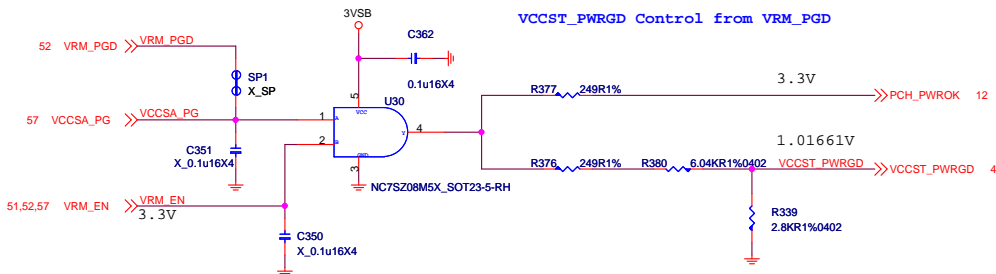 VCCST_PWRGD Control from VRM_PGD
3VSB
C362
0.1u16X4
52 VRM_PGD VRM_PGD
SP1
X_SP
57 VCCSA_PG VCCSA_PG
C351
X_0.1u16X4
51,52,57 VRM_EN VRM_EN
3.3V
C350
X_0.1u16X4
U30
5
VCC
1 A
2 B
Y 4
GND
3
NC7SZ08M5X_SOT23-5-RH
R377 249R1%
3.3V
PCH_PWROK 12
1.01661V
R376 249R1% R380 6.04KR1%0402
VCCST_PWRGD
VCCST_PWRGD 4
R339
2.8KR1%0402